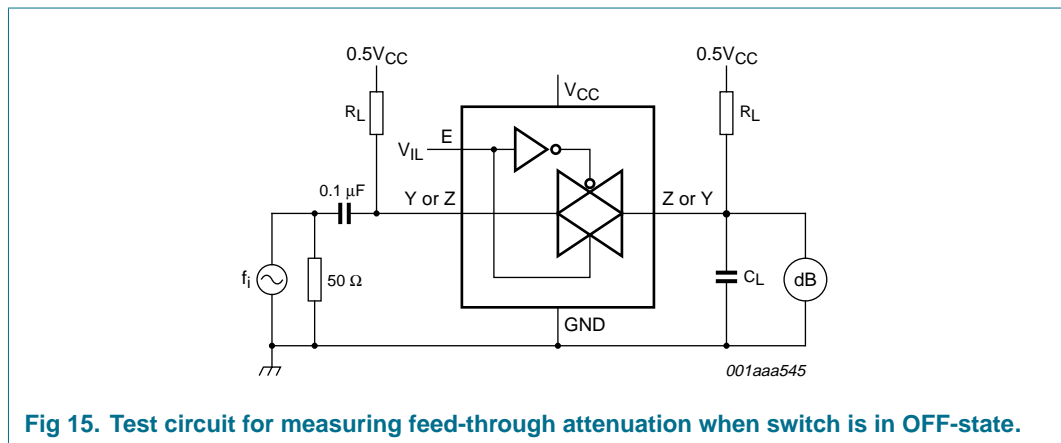 0.5VCC
0.5VCC
VCC
RL
RL
E
VIL
0.1 μF
Y or Z
Z or Y
fi
50 Ω
CL
dB
GND
001aaa545
Fig 15. Test circuit for measuring feed-through attenuation when switch is in OFF-state.